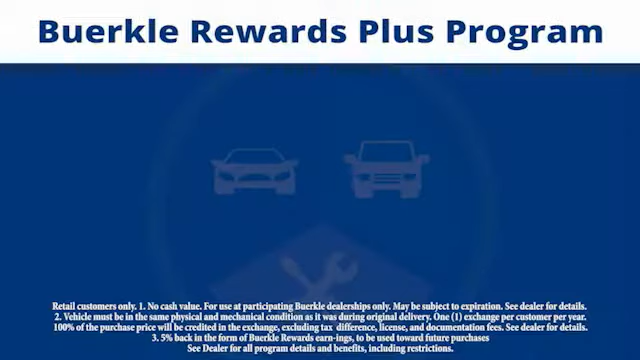 Buerkle Rewards Plus Program
Retail customers only. 1. No cash value. For use at participating Buerkle dealerships only. May be subject to expiration. See dealer for details.
2. Vehicle must be in the same physical and mechanical condition as it was during original delivery. One (1) exchange per customer per year.
100% of the purchase price will be credited in the exchange, excluding tax difference, license, and documentation fees. See dealer for details.
3. 5% back in the form of Buerkle Rewards earn-ings, to be used toward future purchases
See Dealer for all program details and benefits, including restrictions.